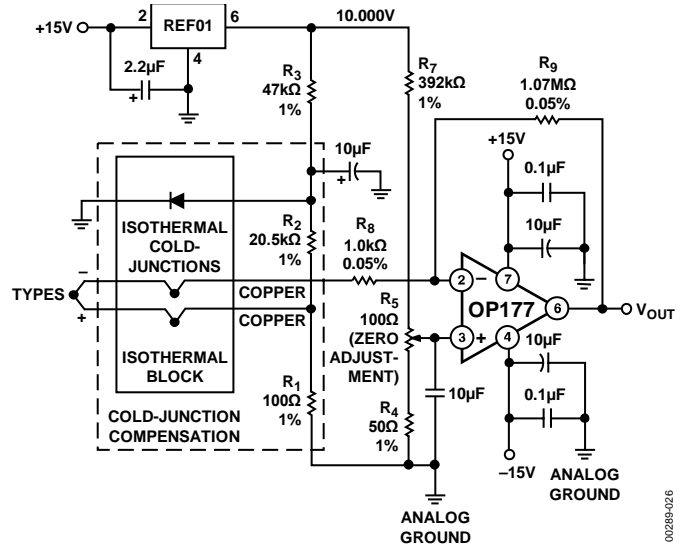 +15V
2
REF01
6
10.000V
4
2.2µF
+
R3
47kΩ
1%
R7
392kΩ
1%
R9
1.07MΩ
0.05%
+15V
10µF
+
0.1µF
10µF
ISOTHERMAL
COLD-
JUNCTIONS
R2
20.5kΩ
1%
R8
1.0kΩ
0.05%
TYPES
–
+
COPPER
COPPER
2
–
7
OP177
6
VOUT
3
+
4
R5
100Ω
(ZERO
ADJUST-
MENT)
ISOTHERMAL
BLOCK
R1
100Ω
1%
10µF
10µF
0.1µF
R4
50Ω
1%
COLD-JUNCTION
COMPENSATION
–15V
ANALOG
GROUND
ANALOG
GROUND
00289-026